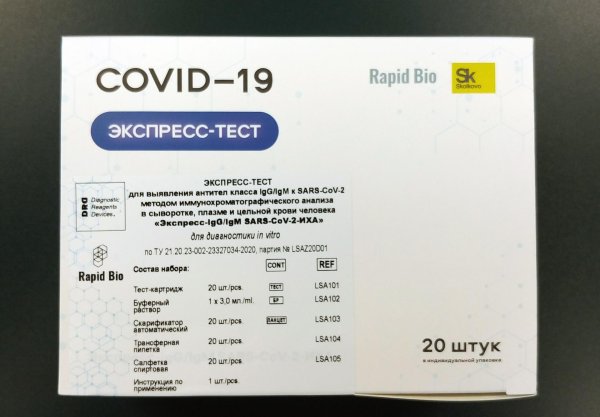 COVID–19
Rapid Bio
Sk
Skolkovo
ЭКСПРЕСС-ТЕСТ
DRD Diagnostic
Reagents
Devices.
ЭКСПРЕСС-ТЕСТ
для выявления антител класса IgG/IgM к SARS-CoV-2
методом иммунохроматографического анализа
в сыворотке, плазме и цельной крови человека
«Экспресс-IgG/IgM SARS-CoV-2-ИХА»
для диагностики in vitro
по ТУ 21.20.23-002-23327034-2020, партия № LSAZ20D01
Rapid Bio
Состав набора: CONT REF
Тест-картридж 20 шт./pcs. ТЕСТ LSA101
Буферный раствор 1 x 3,0 мл./ml. БР LSA102
Скарификатор автоматический 20 шт./pcs. ЛАНЦЕТ LSA103
Трансферная пипетка 20 шт./pcs. LSA104
Салфетка спиртовая 20 шт./pcs. LSA105
Инструкция по применению 1 шт./pcs.
20 штук
в индивидуальной упаковке